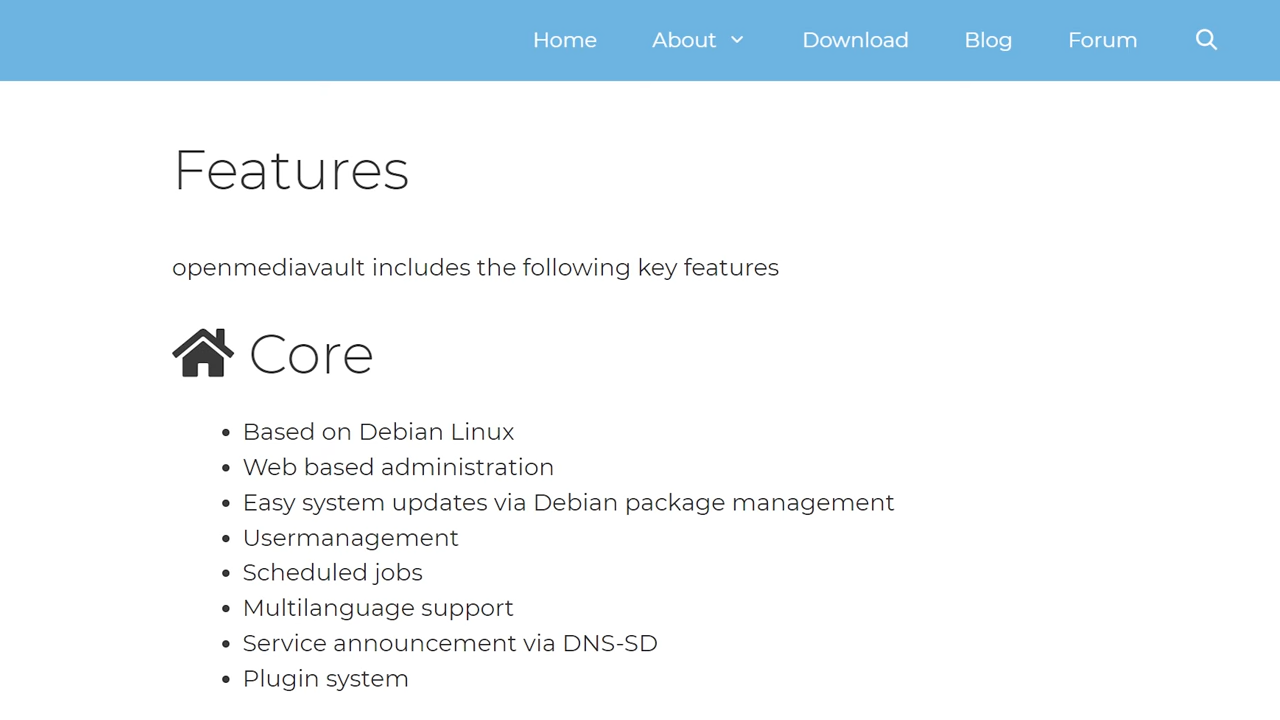 Home About Download Blog Forum
Features
openmediavault includes the following key features
Core
Based on Debian Linux
Web based administration
Easy system updates via Debian package management
Usermanagement
Scheduled jobs
Multilanguage support
Service announcement via DNS-SD
Plugin system